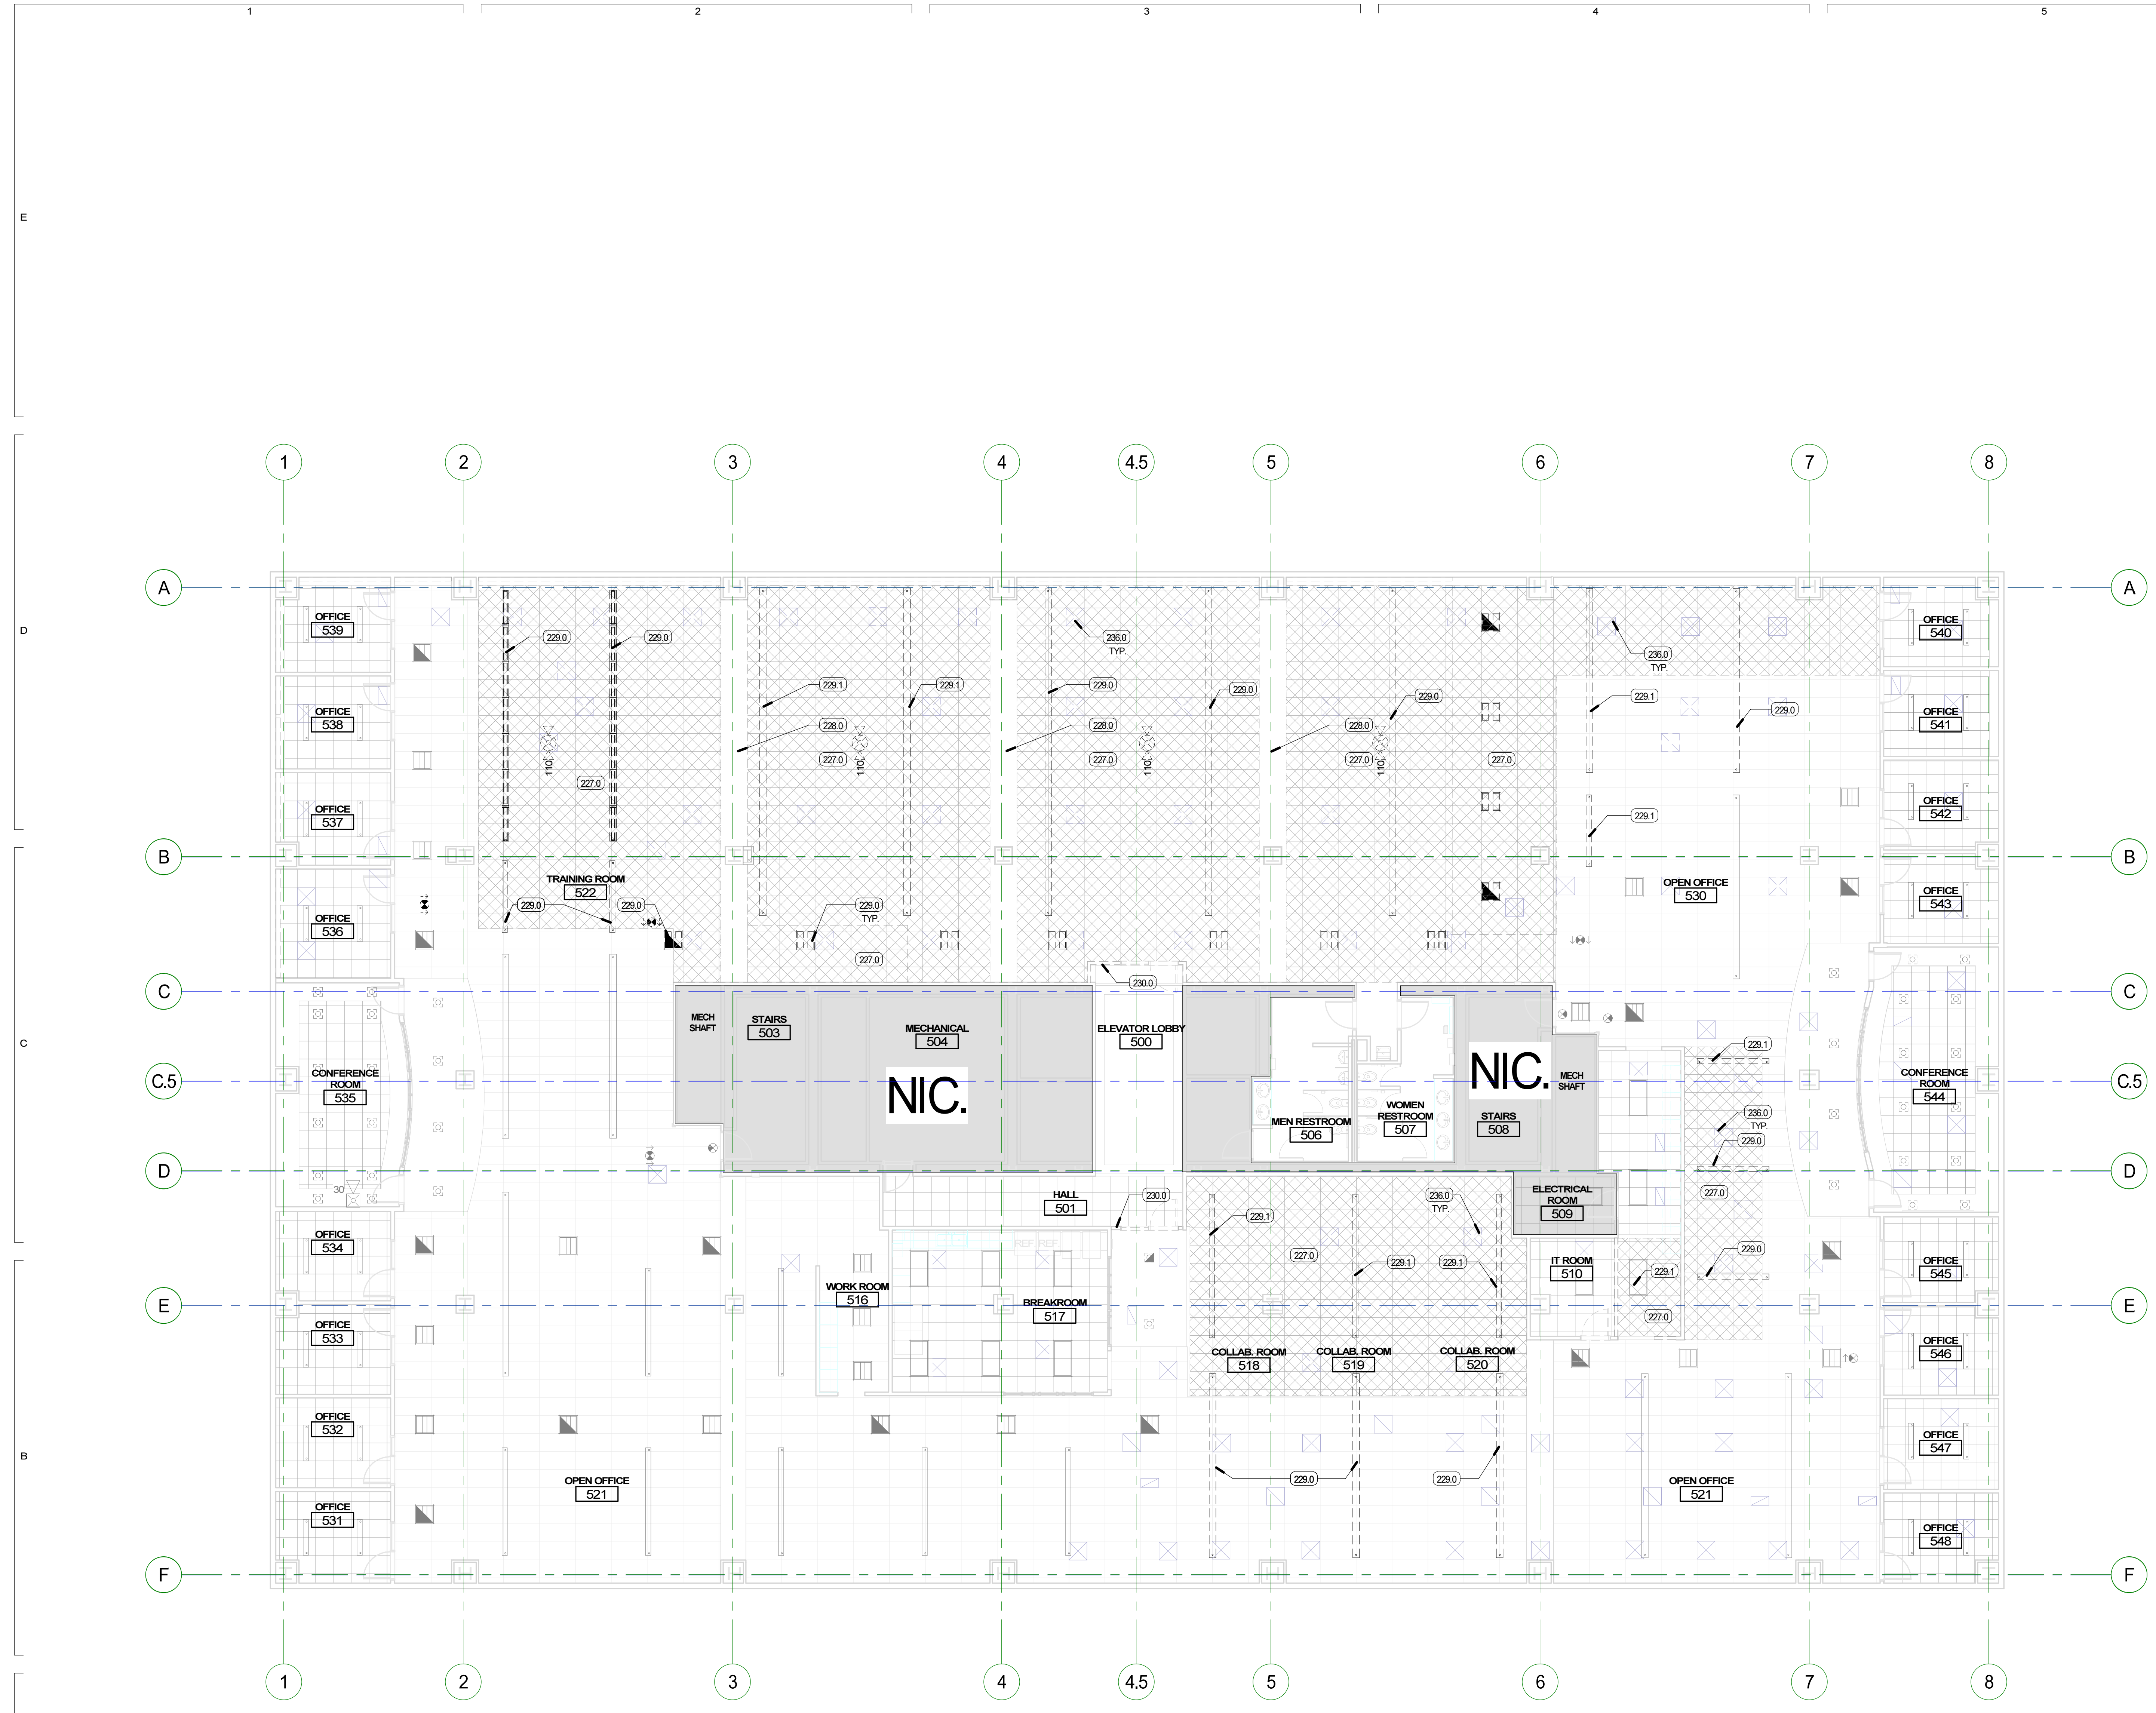 1
2
3
4
5
E
D
C
B
1
2
3
4
4.5
5
6
7
8
A
A
OFFICE
539
OFFICE
540
229.0
229.0
236.0
TYP.
236.0
TYP.
229.1
229.1
229.0
229.0
229.0
229.1
229.0
OFFICE
538
OFFICE
541
228.0
228.0
228.0
110
110
110
110
227.0
227.0
227.0
227.0
227.0
OFFICE
537
OFFICE
542
229.1
B
B
TRAINING ROOM
522
OPEN OFFICE
530
OFFICE
536
OFFICE
543
229.0
229.0
229.0
TYP.
227.0
230.0
C
C
MECH
SHAFT
STAIRS
503
MECHANICAL
504
ELEVATOR LOBBY
500
NIC.
NIC.
MECH
SHAFT
229.1
CONFERENCE
ROOM
535
CONFERENCE
ROOM
544
C.5
C.5
MEN RESTROOM
506
WOMEN
RESTROOM
507
STAIRS
508
236.0
TYP.
229.0
D
D
30
HALL
501
230.0
236.0
TYP.
ELECTRICAL
ROOM
509
227.0
229.1
OFFICE
534
REF
REF
227.0
229.1
229.1
IT ROOM
510
229.1
229.0
OFFICE
545
WORK ROOM
516
BREAKROOM
517
E
E
227.0
OFFICE
533
OFFICE
546
COLLAB. ROOM
518
COLLAB. ROOM
519
COLLAB. ROOM
520
OFFICE
532
OFFICE
547
OPEN OFFICE
521
229.0
229.0
OPEN OFFICE
521
OFFICE
531
OFFICE
548
F
F
1
2
3
4
4.5
5
6
7
8